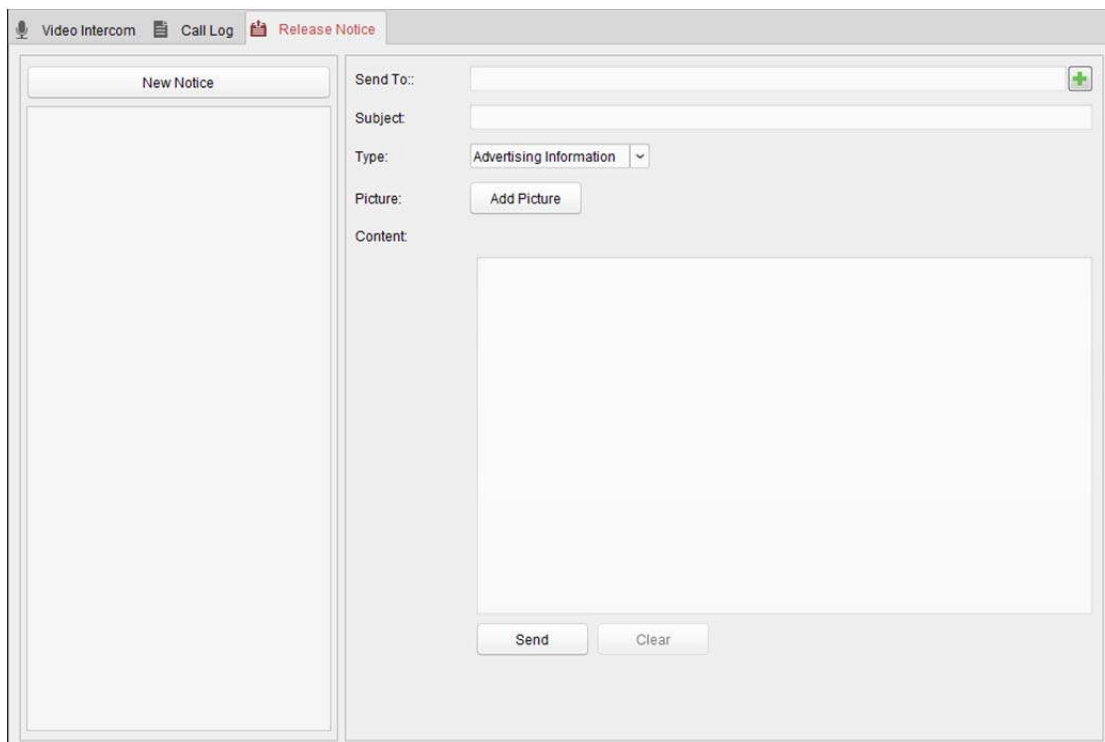 Video Intercom Call Log Release Notice
New Notice
Send To::
Subject:
Type: Advertising Information
Picture: Add Picture
Content:
Send Clear